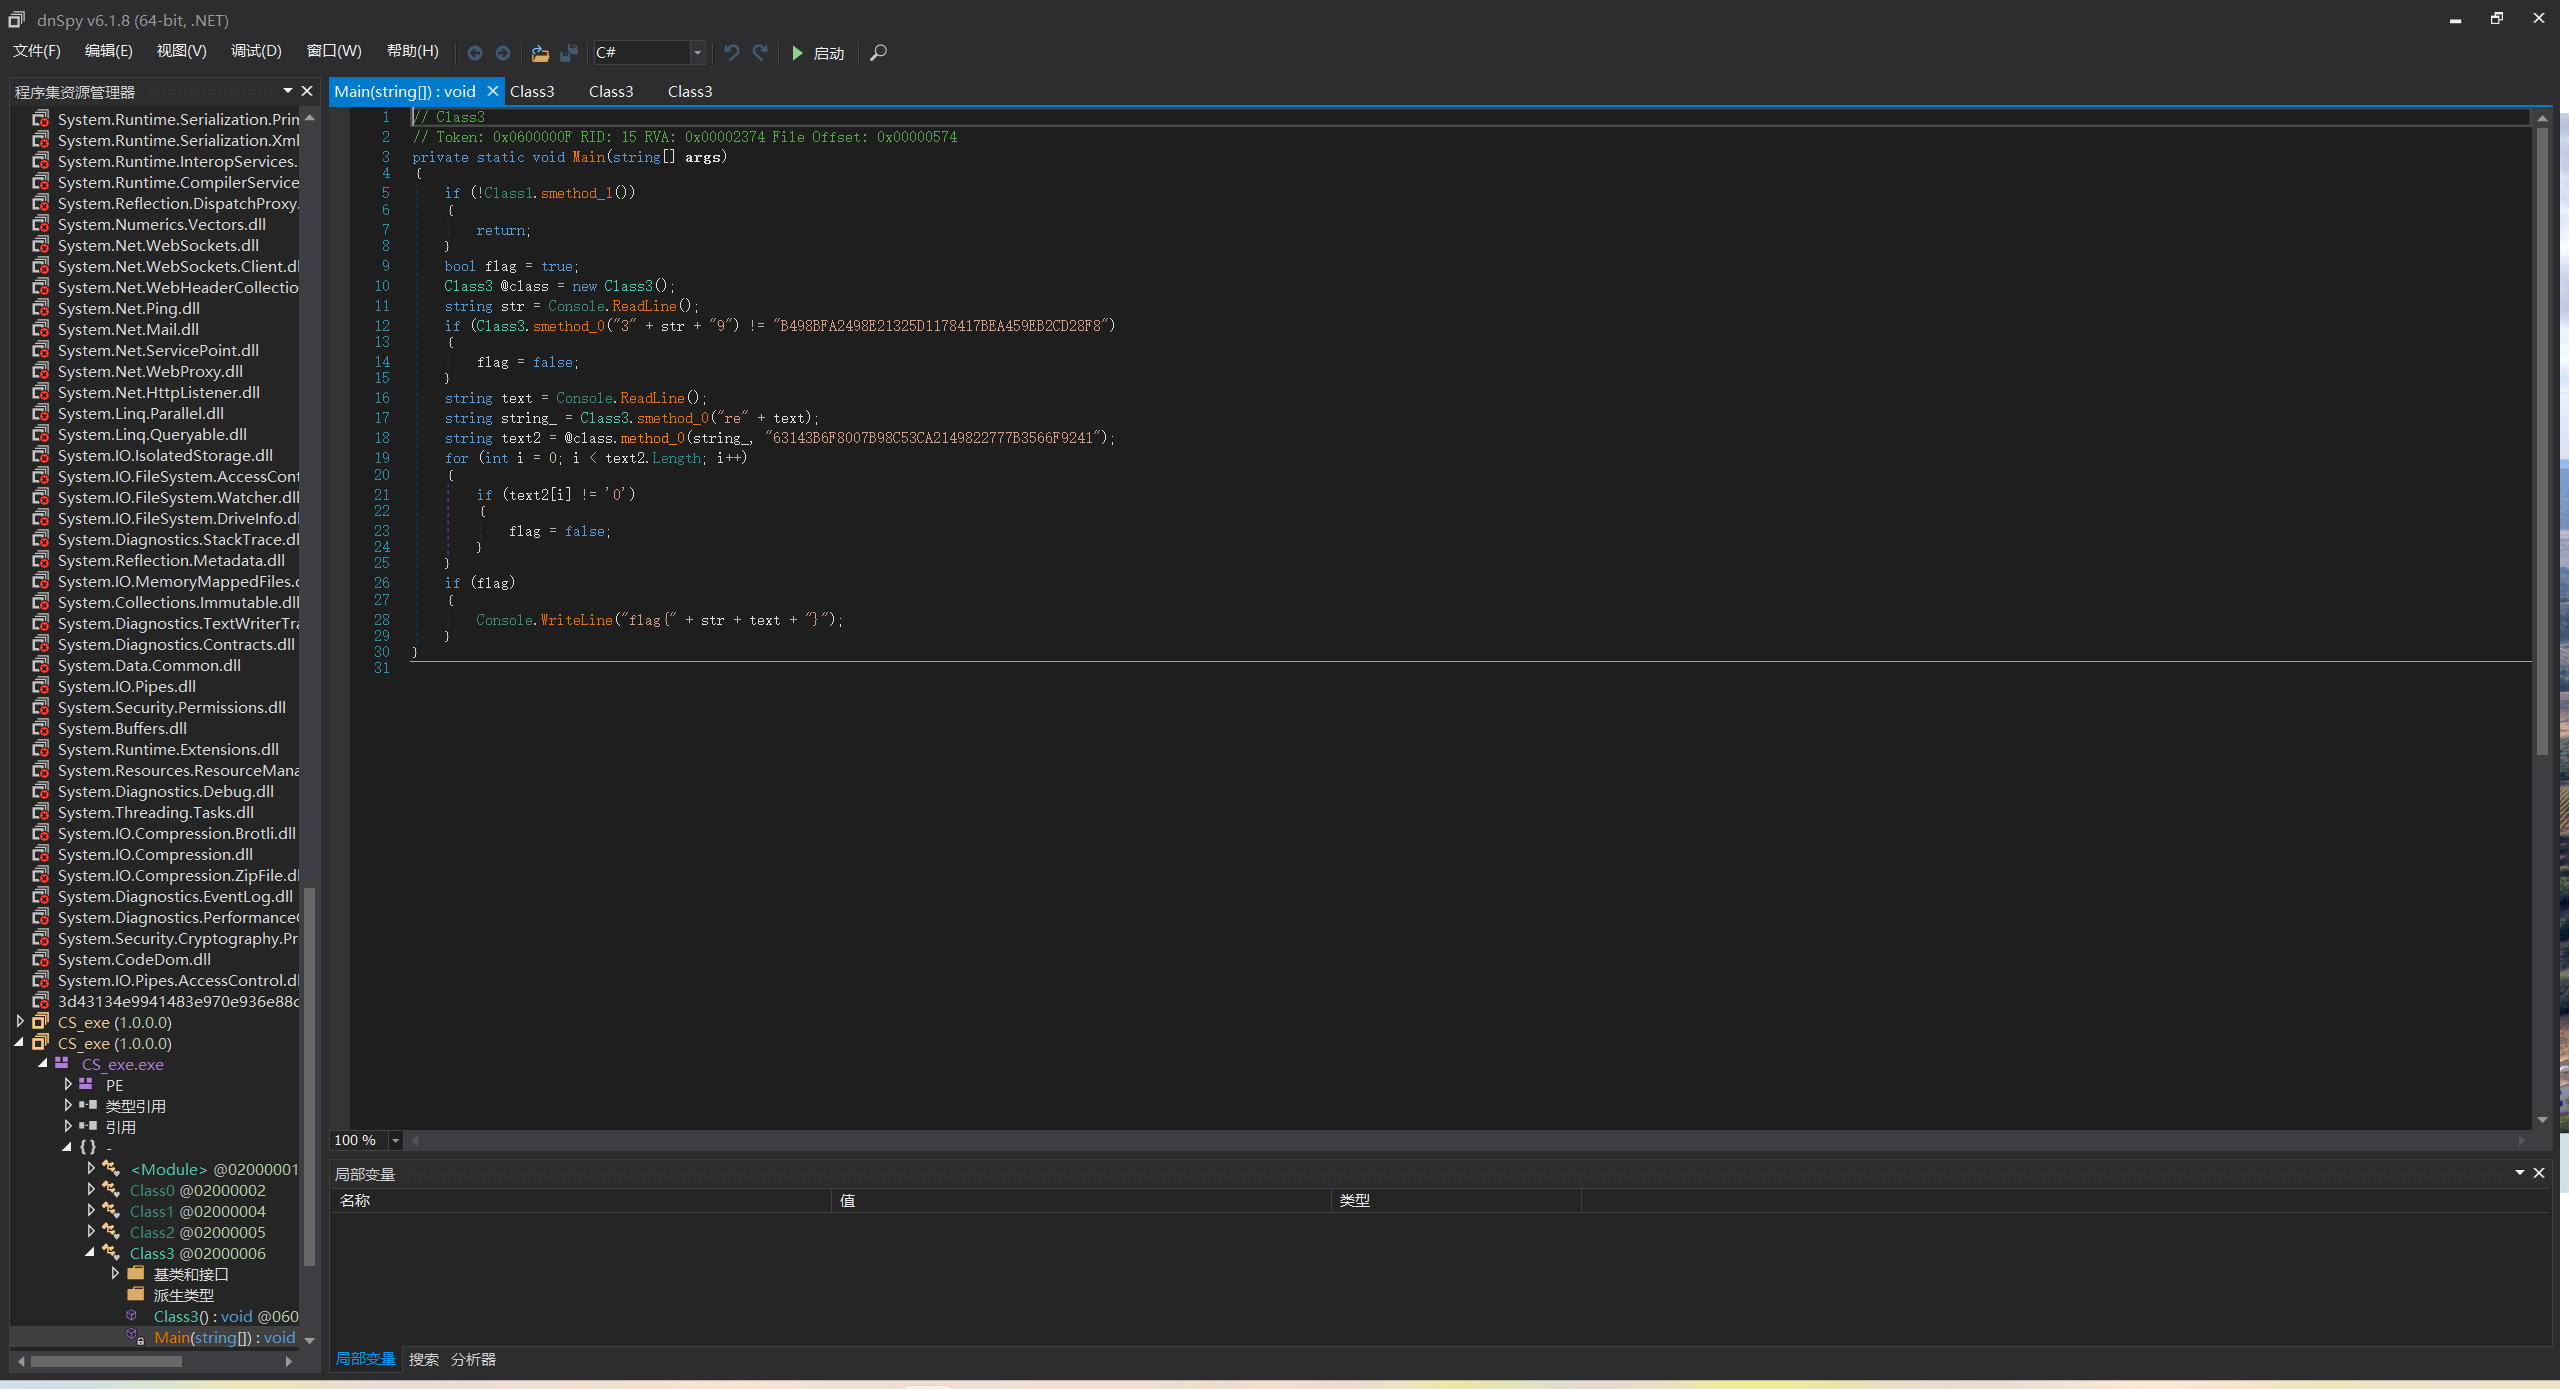 dnSpy v6.1.8 (64-bit, .NET)
文件(F) 编辑(E) 视图(V) 调试(D) 窗口(W) 帮助(H) C# 启动
程序集资源管理器
System.Runtime.Serialization.Prin
System.Runtime.Serialization.Xml
System.Runtime.InteropServices.
System.Runtime.CompilerService
System.Reflection.DispatchProxy.
System.Numerics.Vectors.dll
System.Net.WebSockets.dll
System.Net.WebSockets.Client.dl
System.Net.WebHeaderCollectio
System.Net.Ping.dll
System.Net.Mail.dll
System.Net.ServicePoint.dll
System.Net.WebProxy.dll
System.Net.HttpListener.dll
System.Linq.Parallel.dll
System.Linq.Queryable.dll
System.IO.IsolatedStorage.dll
System.IO.FileSystem.AccessCont
System.IO.FileSystem.Watcher.dll
System.IO.FileSystem.DriveInfo.dl
System.Diagnostics.StackTrace.dl
System.Reflection.Metadata.dll
System.IO.MemoryMappedFiles.c
System.Collections.Immutable.dll
System.Diagnostics.TextWriterTra
System.Diagnostics.Contracts.dll
System.Data.Common.dll
System.IO.Pipes.dll
System.Security.Permissions.dll
System.Buffers.dll
System.Runtime.Extensions.dll
System.Resources.ResourceMana
System.Diagnostics.Debug.dll
System.Threading.Tasks.dll
System.IO.Compression.Brotli.dll
System.IO.Compression.dll
System.IO.Compression.ZipFile.dl
System.Diagnostics.EventLog.dll
System.Diagnostics.PerformanceC
System.Security.Cryptography.Pr
System.CodeDom.dll
System.IO.Pipes.AccessControl.dl
3d43134e9941483e970e936e88c
CS_exe (1.0.0.0)
CS_exe (1.0.0.0)
CS_exe.exe
PE
类型引用
引用
{ } -
<Module> @02000001
Class0 @02000002
Class1 @02000004
Class2 @02000005
Class3 @02000006
基类和接口
派生类型
Class3() : void @060
Main(string[]) : void
Main(string[]) : void Class3 Class3 Class3
1 // Class3
2 // Token: 0x0600000F RID: 15 RVA: 0x00002374 File Offset: 0x00000574
3 private static void Main(string[] args)
4 {
5 if (!Class1.smethod_1())
6 {
7 return;
8 }
9 bool flag = true;
10 Class3 @class = new Class3();
11 string str = Console.ReadLine();
12 if (Class3.smethod_0("3" + str + "9") != "B498BFA2498E21325D1178417BEA459EB2CD28F8")
13 {
14 flag = false;
15 }
16 string text = Console.ReadLine();
17 string string_ = Class3.smethod_0("re" + text);
18 string text2 = @class.method_0(string_, "63143B6F8007B98C53CA2149822777B3566F9241");
19 for (int i = 0; i < text2.Length; i++)
20 {
21 if (text2[i] != '0')
22 {
23 flag = false;
24 }
25 }
26 if (flag)
27 {
28 Console.WriteLine("flag{" + str + text + "}");
29 }
30 }
31
100 %
局部变量
名称 值 类型
局部变量 搜索 分析器